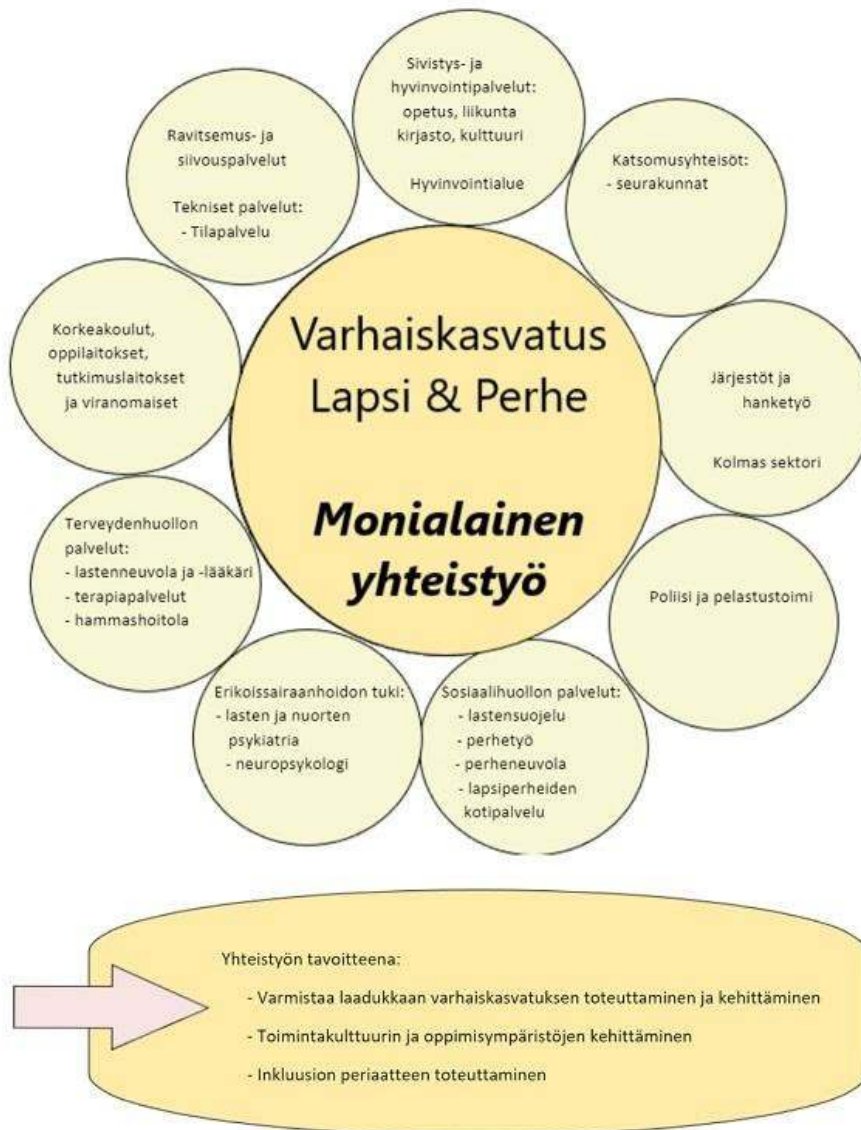 Sivistys- ja
hyvinvointipalvelut:
opetus, liikunta
kirjasto, kulttuuri
Hyvinvointialue
Katsomusyhteisöt:
- seurakunnat
Järjestöt ja
hanketyö
Kolmas sektori
Poliisi ja pelastustoimi
Sosiaalihuollon palvelut:
- lastensuojelu
- perhetyö
- perheneuvola
- lapsiperheiden
kotipalvelu
Erikoissairaanhoidon tuki:
- lasten ja nuorten
psykiatria
- neuropsykologi
Terveydenhuollon
palvelut:
- lastenneuvola ja -lääkäri
- terapiapalvelut
- hammashoitola
Korkeakoulut,
oppilaitokset,
tutkimuslaitokset
ja viranomaiset
Ravitsemus- ja
siivouspalvelut
Tekniset palvelut:
- Tilapalvelu
Varhaiskasvatus
Lapsi & Perhe
Monialainen
yhteistyö
Yhteistyön tavoitteena:
- Varmistaa laadukkaan varhaiskasvatuksen toteuttaminen ja kehittäminen
- Toimintakulttuurin ja oppimisympäristöjen kehittäminen
- Inkluusion periaatteen toteuttaminen